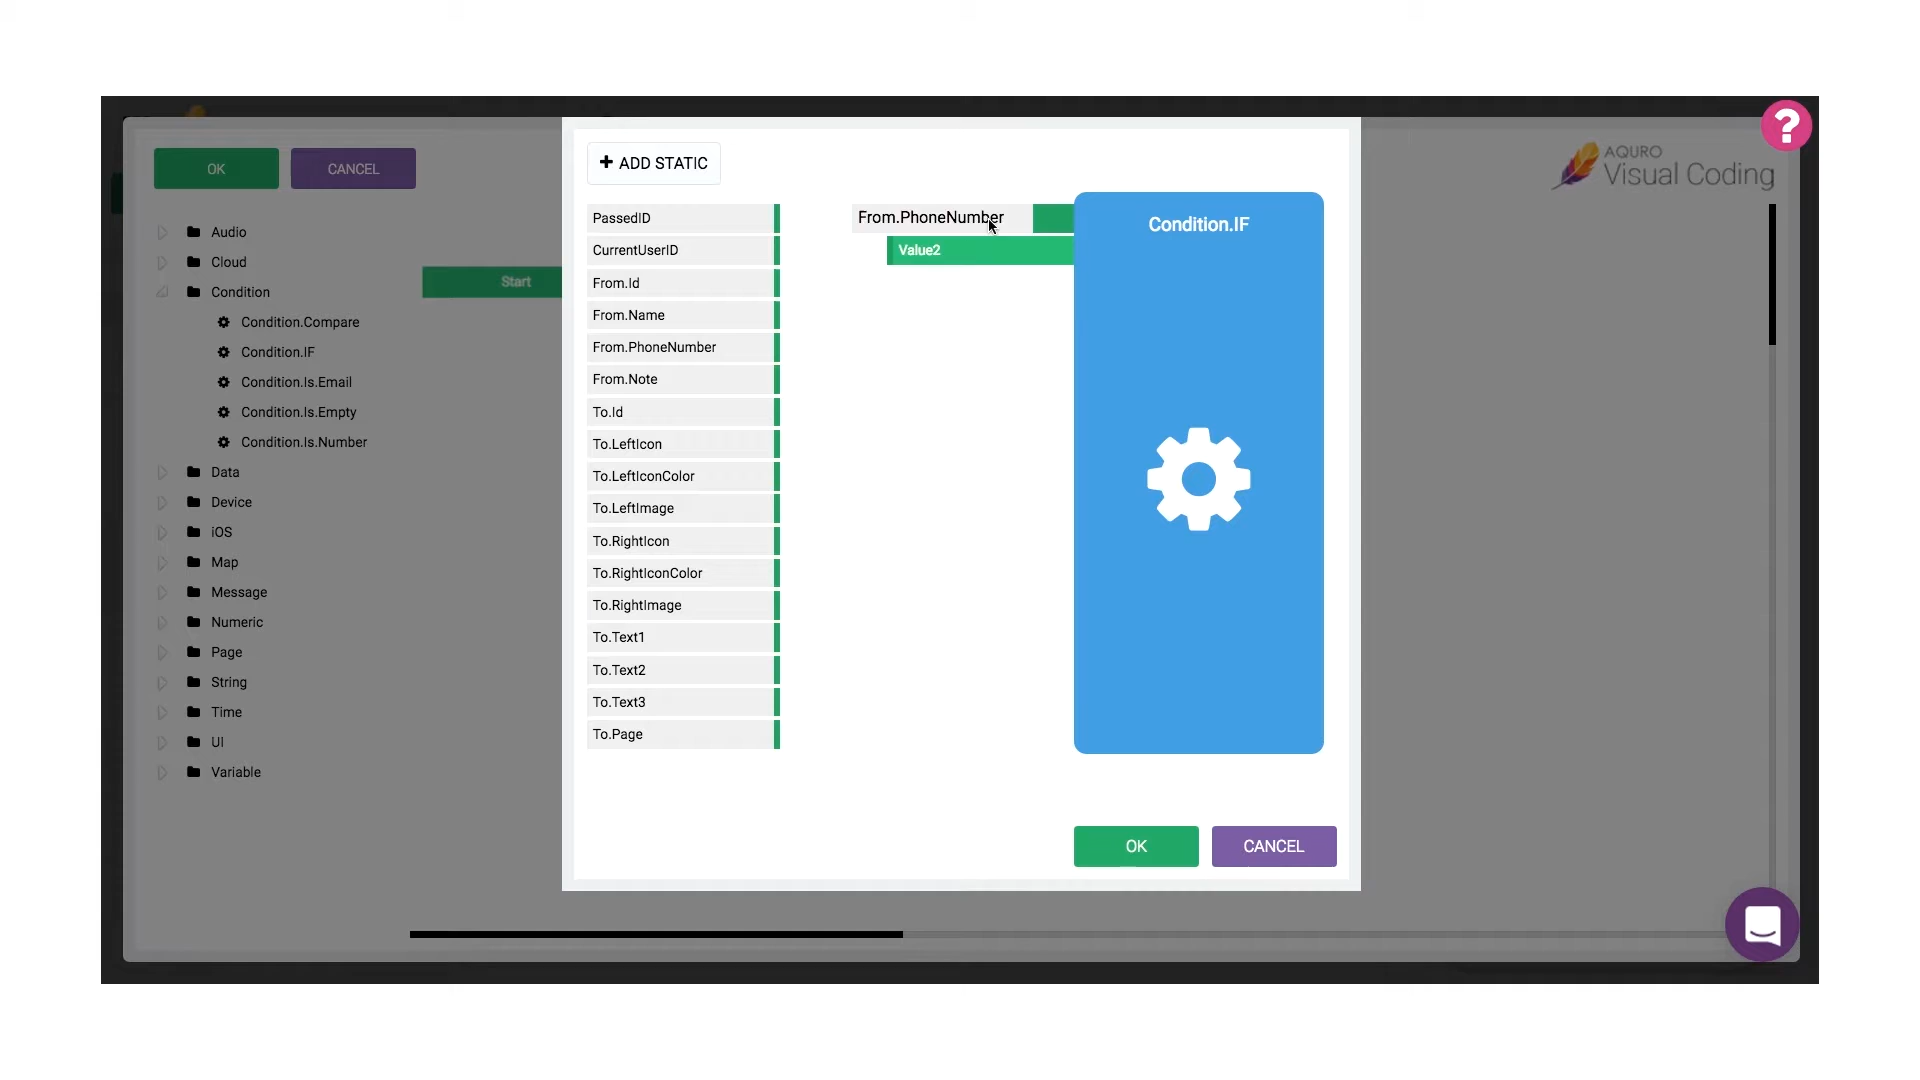 OK
CANCEL
Audio
Cloud
Condition
Condition.Compare
Condition.IF
Condition.Is.Email
Condition.Is.Empty
Condition.Is.Number
Data
Device
iOS
Map
Message
Numeric
Page
String
Time
UI
Variable
Start
+ ADD STATIC
PassedID
CurrentUserID
From.Id
From.Name
From.PhoneNumber
From.Note
To.Id
To.LeftIcon
To.LeftIconColor
To.LeftImage
To.RightIcon
To.RightIconColor
To.RightImage
To.Text1
To.Text2
To.Text3
To.Page
From.PhoneNumber
Value2
Condition.IF
OK
CANCEL
AQURO
Visual Coding
?